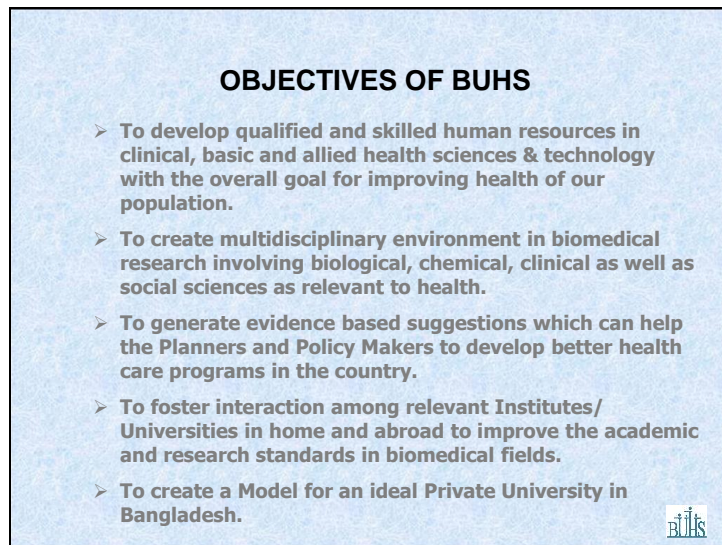 OBJECTIVES OF BUHS
➢ To develop qualified and skilled human resources in
clinical, basic and allied health sciences & technology
with the overall goal for improving health of our
population.
➢ To create multidisciplinary environment in biomedical
research involving biological, chemical, clinical as well as
social sciences as relevant to health.
➢ To generate evidence based suggestions which can help
the Planners and Policy Makers to develop better health
care programs in the country.
➢ To foster interaction among relevant Institutes/
Universities in home and abroad to improve the academic
and research standards in biomedical fields.
➢ To create a Model for an ideal Private University in
Bangladesh.
BUHS